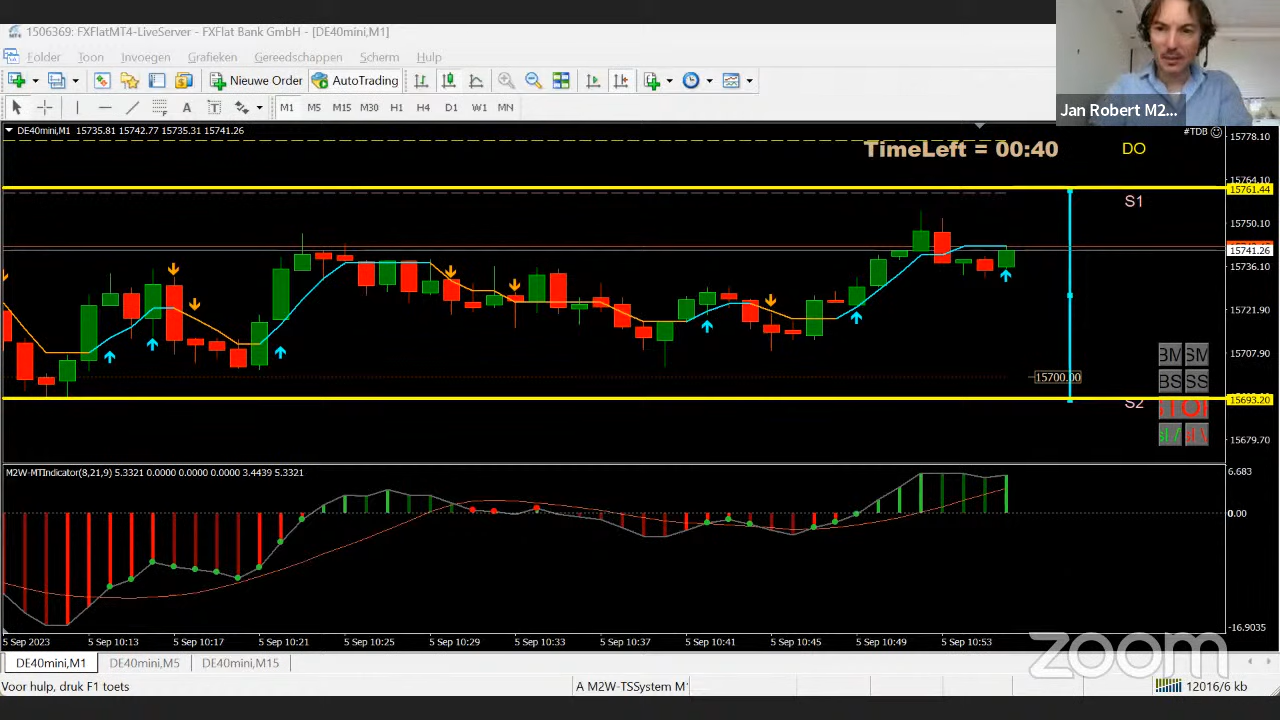 1506369: FXFlatMT4-LiveServer - FXFlat Bank GmbH - [DE40mini,M1]
Folder Toon Invoegen Grafieken Gereedschappen Scherm Hulp
Nieuwe Order AutoTrading
A T M1 M5 M15 M30 H1 H4 D1 W1 MN
Jan Robert M2...
DE40mini,M1 15735.81 15742.77 15735.31 15741.26
#TDB
15778.10
TimeLeft = 00:40
DO
15764.10
15761.44
S1
15750.10
15741.26
15736.10
15721.90
15707.90
BM SM
15700.00
BS SS
S2
15693.20
15679.70
M2W-MTIndicator(8,21,9) 5.3321 0.0000 0.0000 0.0000 3.4439 5.3321
6.683
0.00
-16.9035
5 Sep 2023 5 Sep 10:13 5 Sep 10:17 5 Sep 10:21 5 Sep 10:25 5 Sep 10:29 5 Sep 10:33 5 Sep 10:37 5 Sep 10:41 5 Sep 10:45 5 Sep 10:49 5 Sep 10:53
zoom
DE40mini,M1 DE40mini,M5 DE40mini,M15
Voor hulp, druk F1 toets
A M2W-TSSystem M'
12016/6 kb